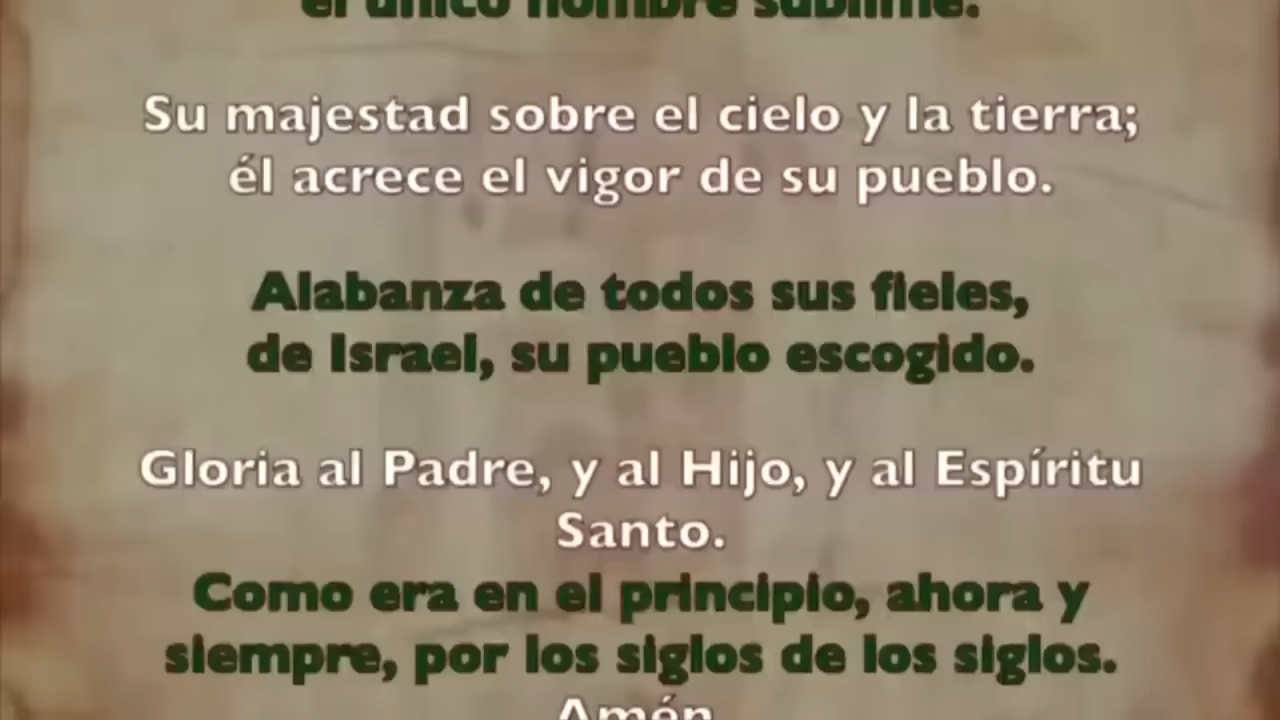 el único nombre sublime.
Su majestad sobre el cielo y la tierra;
él acrece el vigor de su pueblo.
Alabanza de todos sus fieles,
de Israel, su pueblo escogido.
Gloria al Padre, y al Hijo, y al Espíritu
Santo.
Como era en el principio, ahora y
siempre, por los siglos de los siglos.
Amén